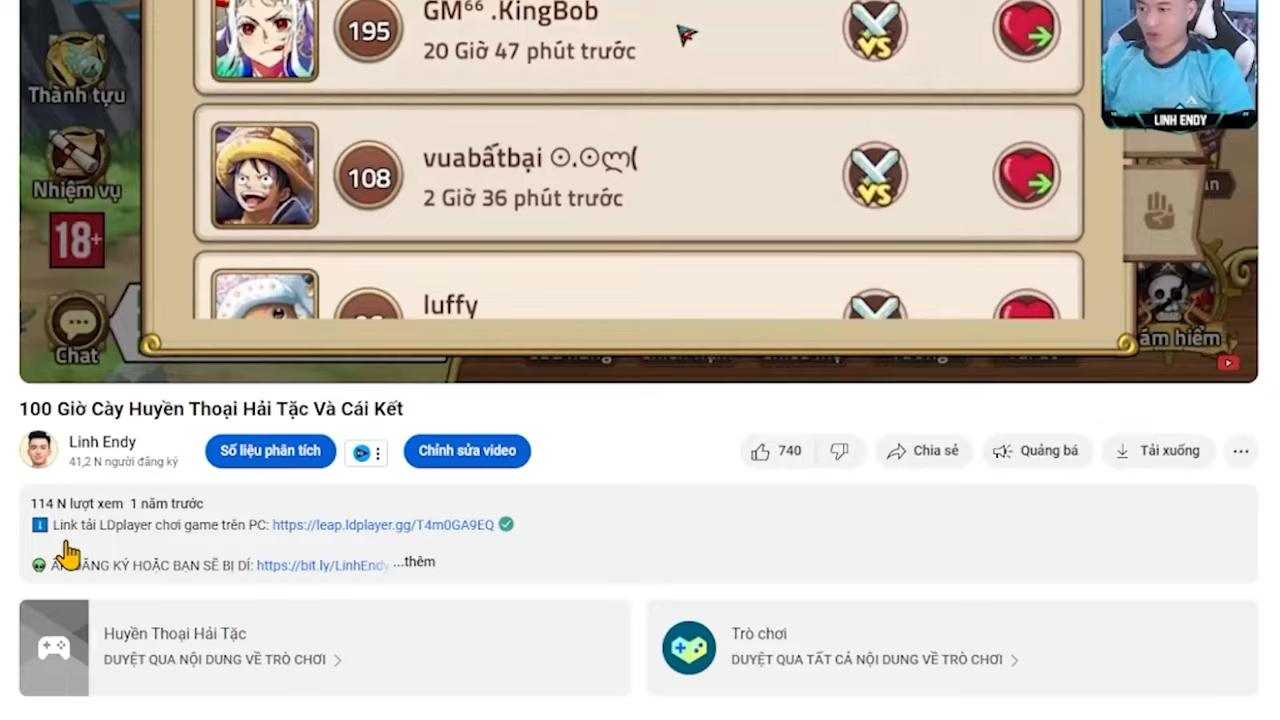 GM⁶⁶ .KingBob
195
20 Giờ 47 phút trước
VS
Thành tựu
LINH ENDY
vuabấtbại ⊙.⊙ლ(
108
2 Giờ 36 phút trước
VS
Nhiệm vụ
18+
luffy
Chat
ám hiểm
100 Giờ Cày Huyền Thoại Hải Tặc Và Cái Kết
Linh Endy
41,2 N người đăng ký
Số liệu phân tích
Chỉnh sửa video
740
Chia sẻ
Quảng bá
Tải xuống
114 N lượt xem 1 năm trước
Link tải LDplayer chơi game trên PC: https://leap.ldplayer.gg/T4m0GA9EQ
ĐĂNG KÝ HOẶC BẠN SẼ BỊ DÍ: https://bit.ly/LinhEndy ...thêm
Huyền Thoại Hải Tặc
DUYỆT QUA NỘI DUNG VỀ TRÒ CHƠI
Trò chơi
DUYỆT QUA TẤT CẢ NỘI DUNG VỀ TRÒ CHƠI